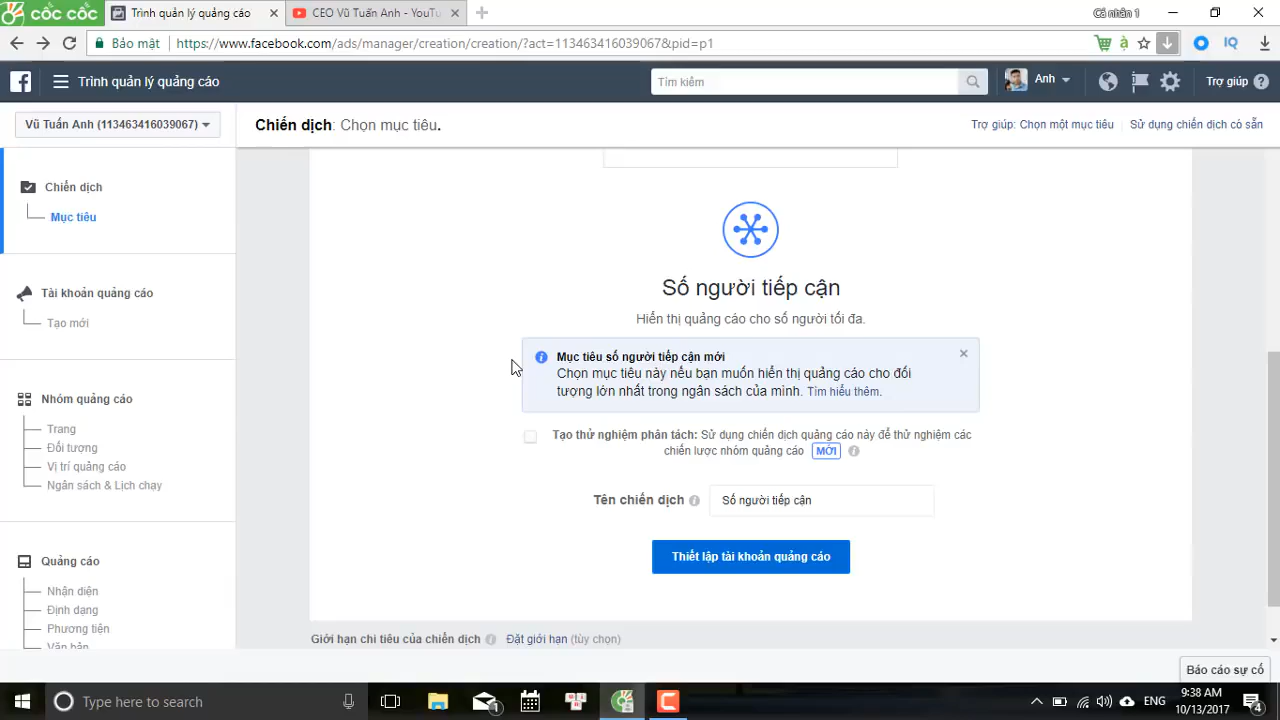 cốc cốc
Trình quản lý quảng cáo
CEO Vũ Tuấn Anh - YouTu
Cá nhân 1
Bảo mật
https://www.facebook.com/ads/manager/creation/creation/?act=113463416039067&pid=p1
Trình quản lý quảng cáo
Tìm kiếm
Anh
Trợ giúp
Vũ Tuấn Anh (113463416039067)
Chiến dịch: Chọn mục tiêu.
Trợ giúp: Chọn một mục tiêu
Sử dụng chiến dịch có sẵn
Chiến dịch
Mục tiêu
Tài khoản quảng cáo
Tạo mới
Nhóm quảng cáo
Trang
Đối tượng
Vị trí quảng cáo
Ngân sách & Lịch chạy
Quảng cáo
Nhận diện
Định dạng
Phương tiện
Văn bản
Số người tiếp cận
Hiển thị quảng cáo cho số người tối đa.
Mục tiêu số người tiếp cận mới
Chọn mục tiêu này nếu bạn muốn hiển thị quảng cáo cho đối
tượng lớn nhất trong ngân sách của mình. Tìm hiểu thêm.
Tạo thử nghiệm phân tách: Sử dụng chiến dịch quảng cáo này để thử nghiệm các
chiến lược nhóm quảng cáo MỚI
Tên chiến dịch
Số người tiếp cận
Thiết lập tài khoản quảng cáo
Giới hạn chi tiêu của chiến dịch
Đặt giới hạn (tùy chọn)
Báo cáo sự cố
Type here to search
1
ENG
9:38 AM
10/13/2017
4